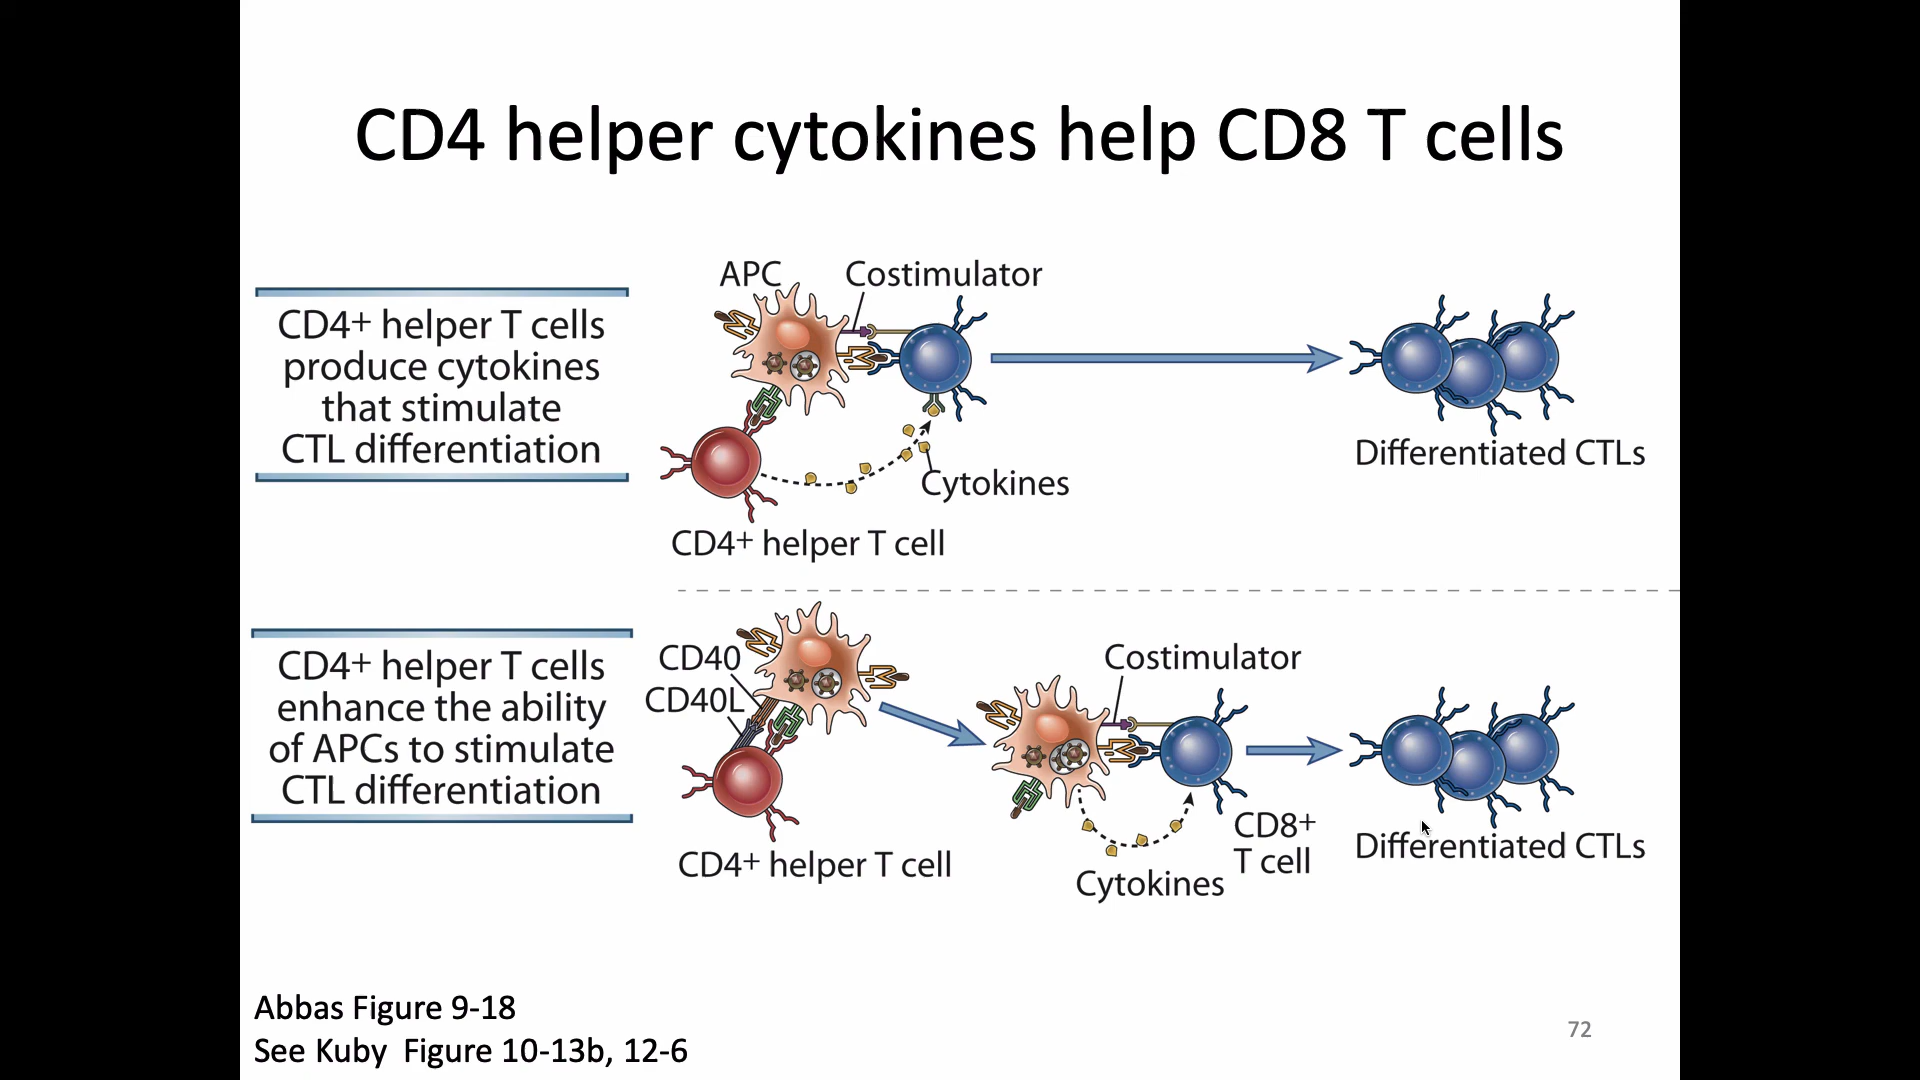 CD4 helper cytokines help CD8 T cells
CD4+ helper T cells
produce cytokines
that stimulate
CTL differentiation
APC
Costimulator
Cytokines
CD4+ helper T cell
Differentiated CTLs
CD4+ helper T cells
enhance the ability
of APCs to stimulate
CTL differentiation
CD40
CD40L
CD4+ helper T cell
Costimulator
Cytokines
CD8+
T cell
Differentiated CTLs
Abbas Figure 9-18
See Kuby Figure 10-13b, 12-6
72